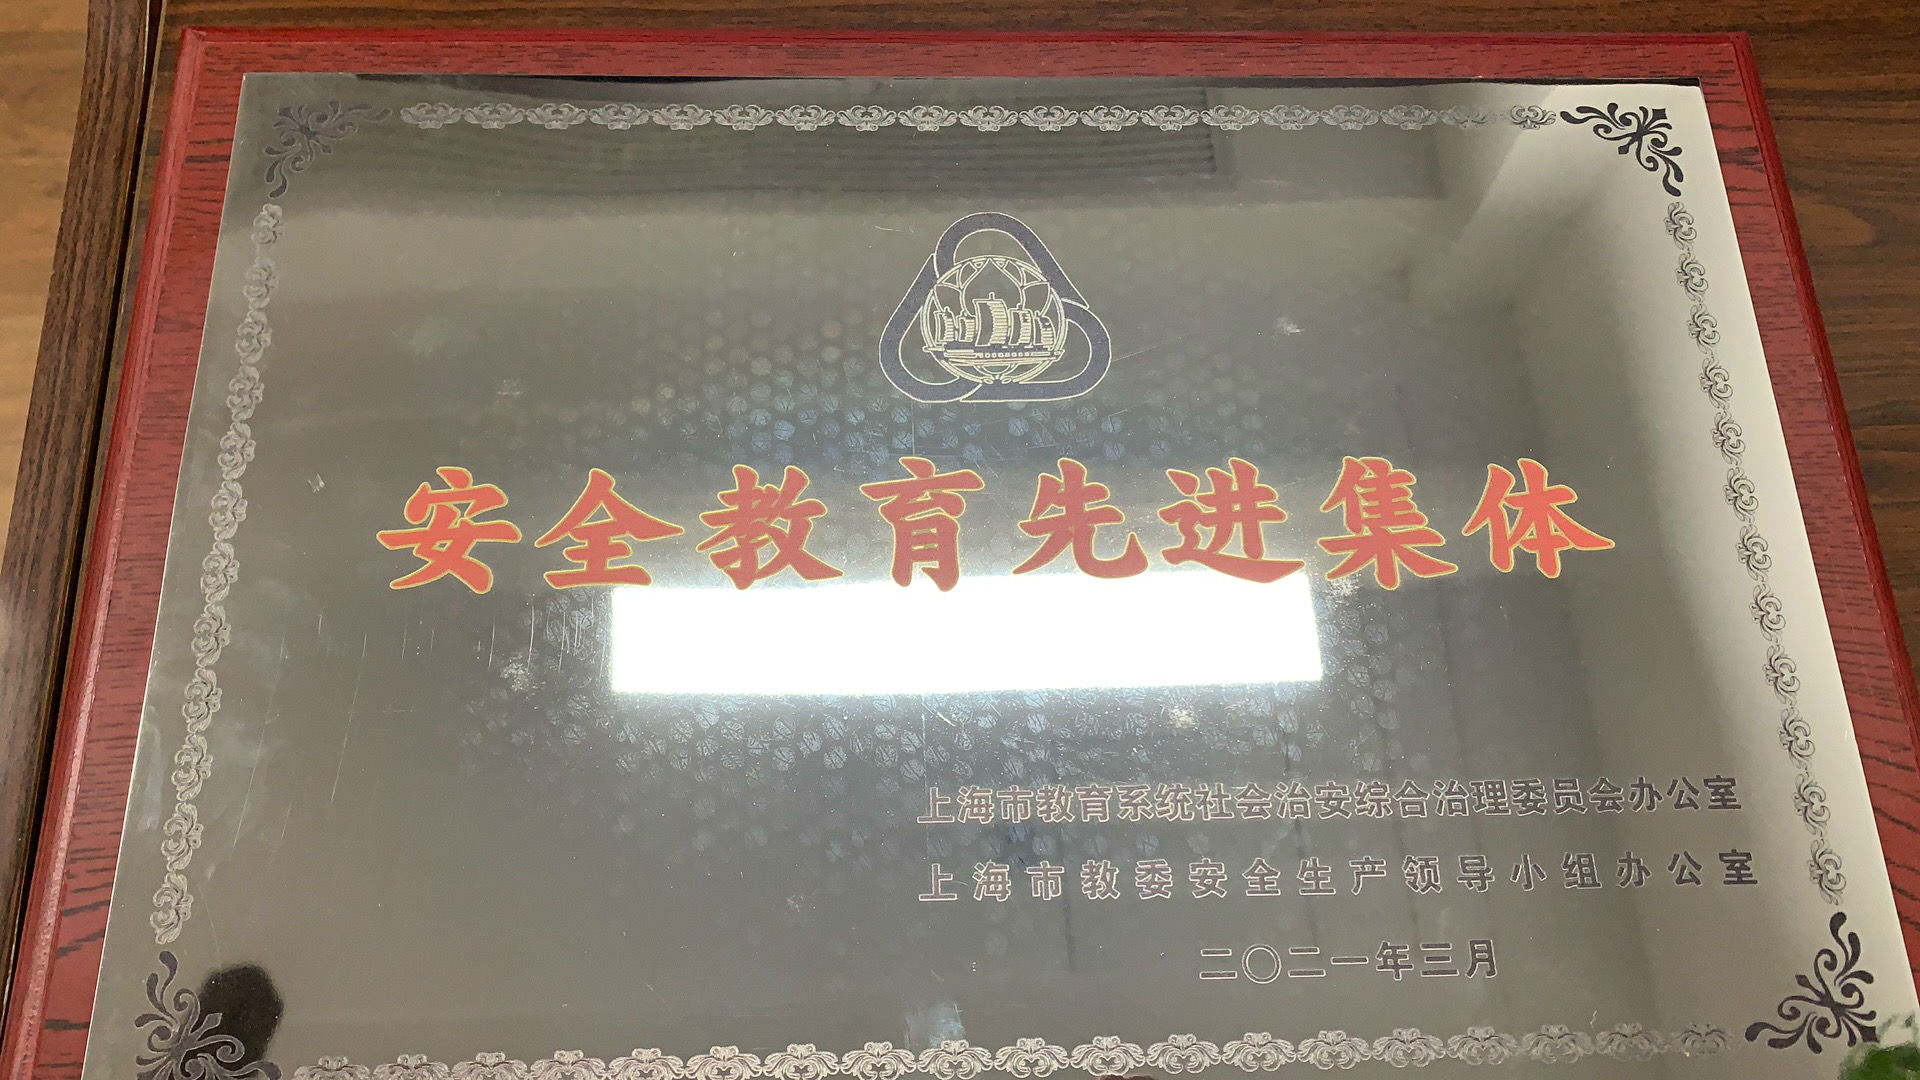 安全教育先进集体
上海市教育系统社会治安综合治理委员会办公室
上海市教委安全生产领导小组办公室
二〇二一年三月